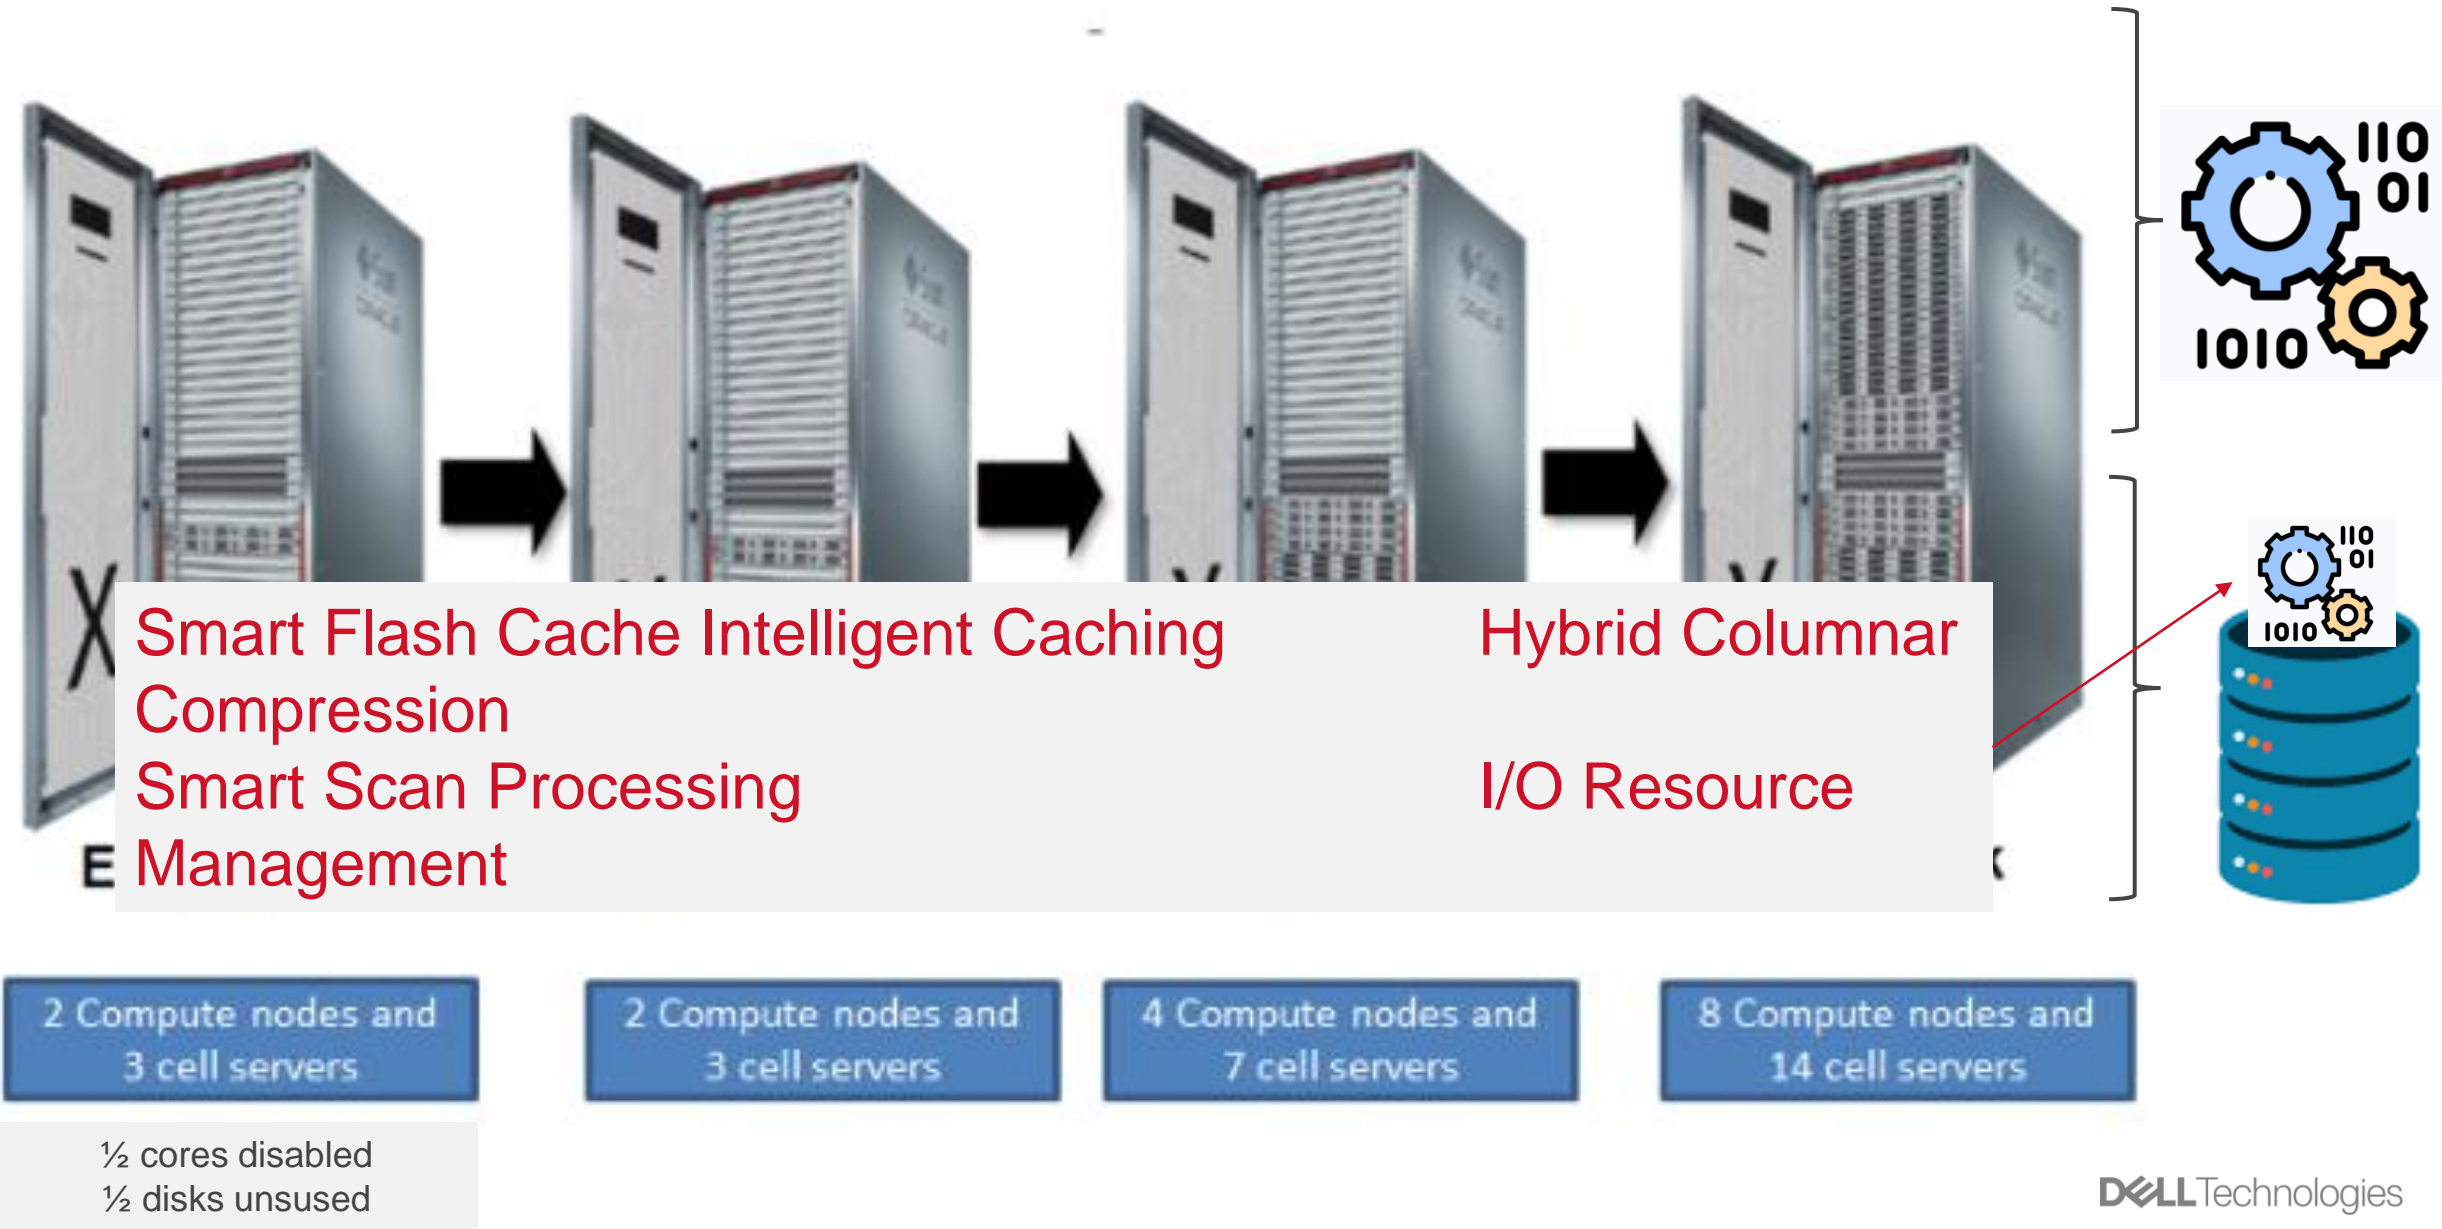 110
01
1010
110
01
1010
X
Smart Flash Cache Intelligent Caching Hybrid Columnar
Compression
Smart Scan Processing I/O Resource
E Management k
2 Compute nodes and
3 cell servers
2 Compute nodes and
3 cell servers
4 Compute nodes and
7 cell servers
8 Compute nodes and
14 cell servers
½ cores disabled
½ disks unsused
DELLTechnologies